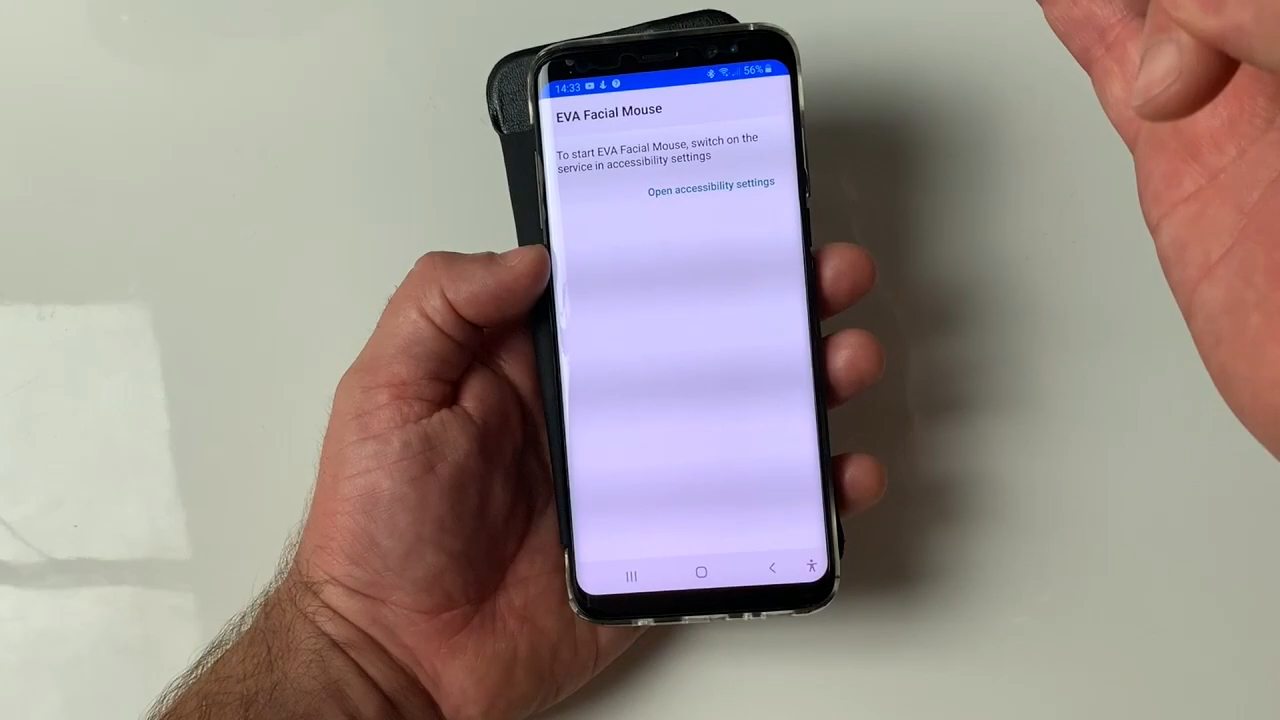 14:33 56%
EVA Facial Mouse
To start EVA Facial Mouse, switch on the
service in accessibility settings
Open accessibility settings